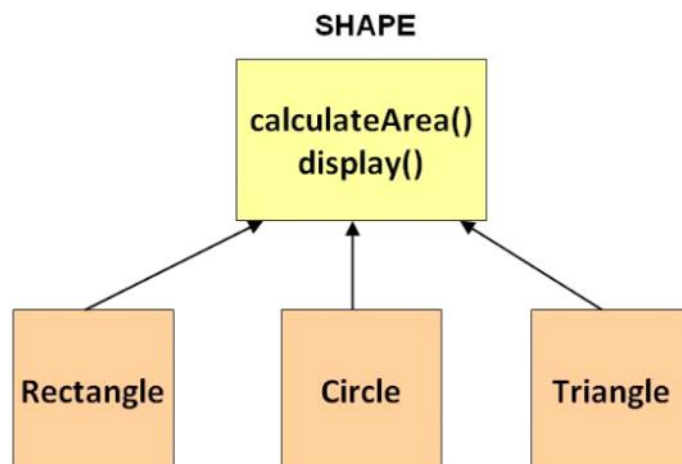 SHAPE
calculateArea()
display()
Rectangle
Circle
Triangle